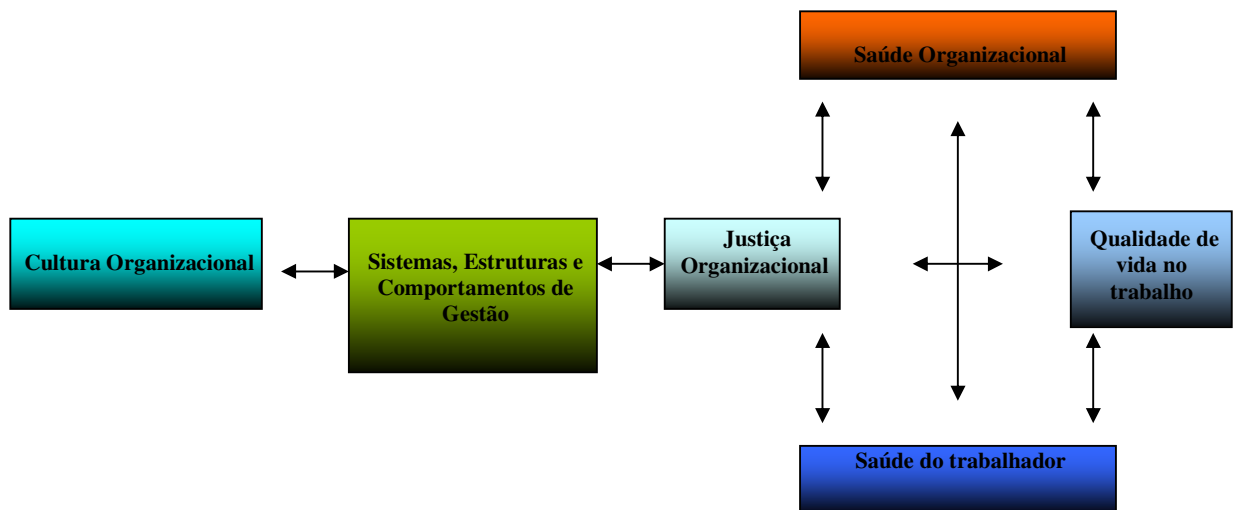 Saúde Organizacional
Cultura Organizacional
Sistemas, Estruturas e
Comportamentos de
Gestão
Justiça
Organizacional
Qualidade de
vida no
trabalho
Saúde do trabalhador